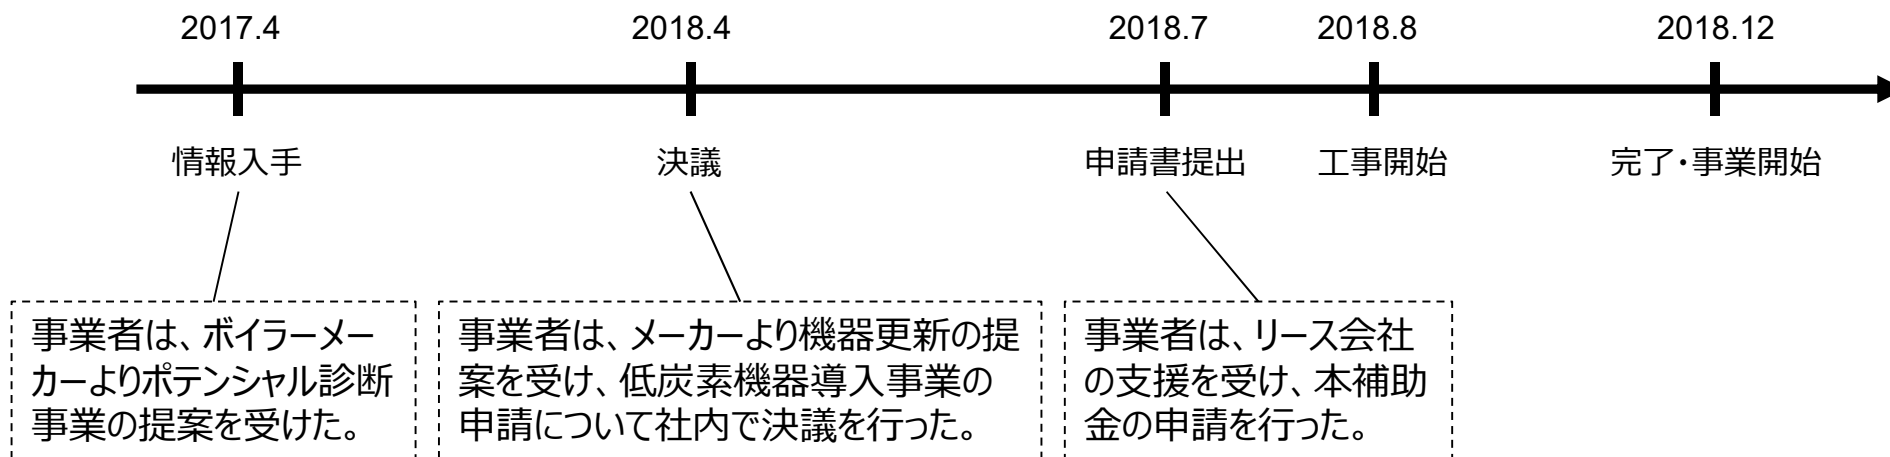 2017.4
2018.4
2018.7
2018.8
2018.12
情報入手
決議
申請書提出
工事開始
完了・事業開始
事業者は、ボイラーメー
カーよりポテンシャル診断
事業の提案を受けた。
事業者は、メーカーより機器更新の提
案を受け、低炭素機器導入事業の
申請について社内で決議を行った。
事業者は、リース会社
の支援を受け、本補助
金の申請を行った。